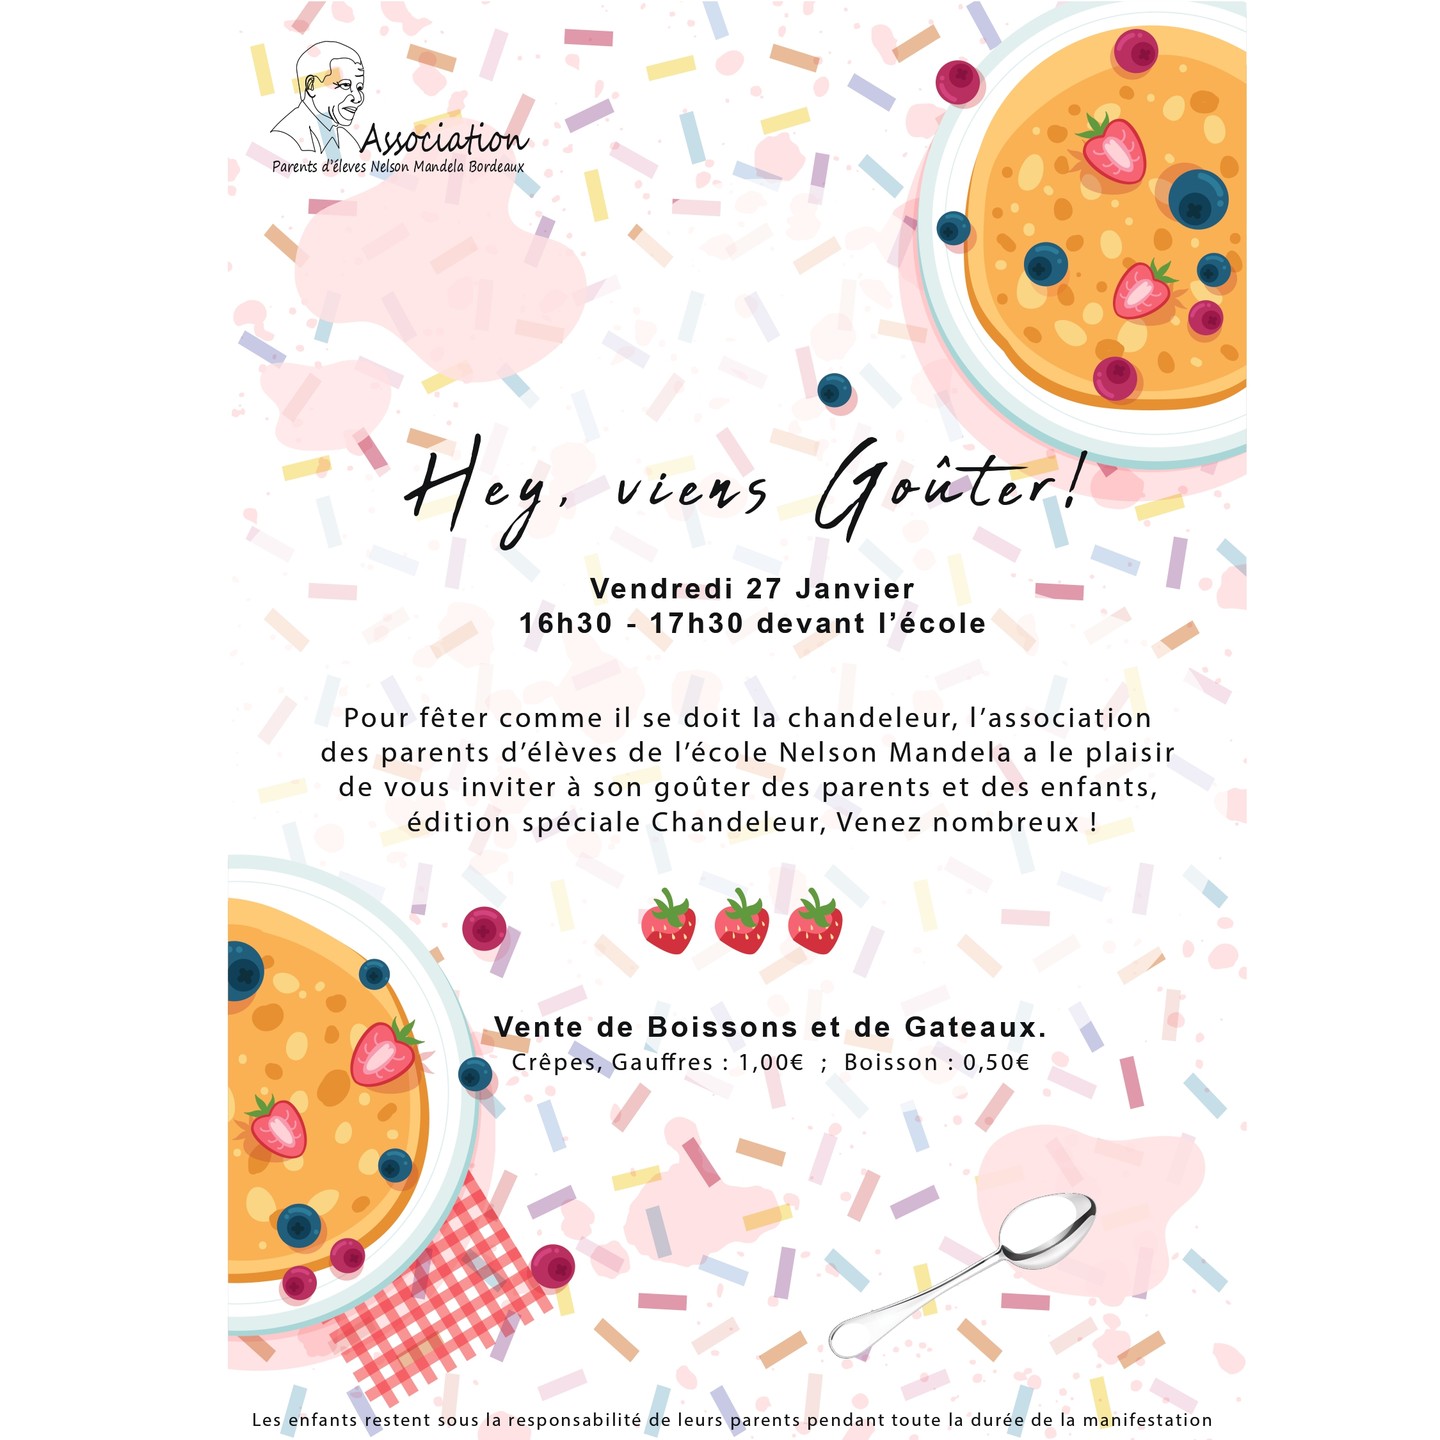 Association
Parents d'éleves Nelson Mandela Bordeaux
Hey, viens Goûter!
Vendredi 27 Janvier
16h30 - 17h30 devant l’école
Pour fêter comme il se doit la chandeleur, l’association
des parents d’élèves de l’école Nelson Mandela a le plaisir
de vous inviter à son goûter des parents et des enfants,
édition spéciale Chandeleur, Venez nombreux !
Vente de Boissons et de Gateaux.
Crêpes, Gauffres : 1,00€ ; Boisson : 0,50€
Les enfants restent sous la responsabilité de leurs parents pendant toute la durée de la manifestation